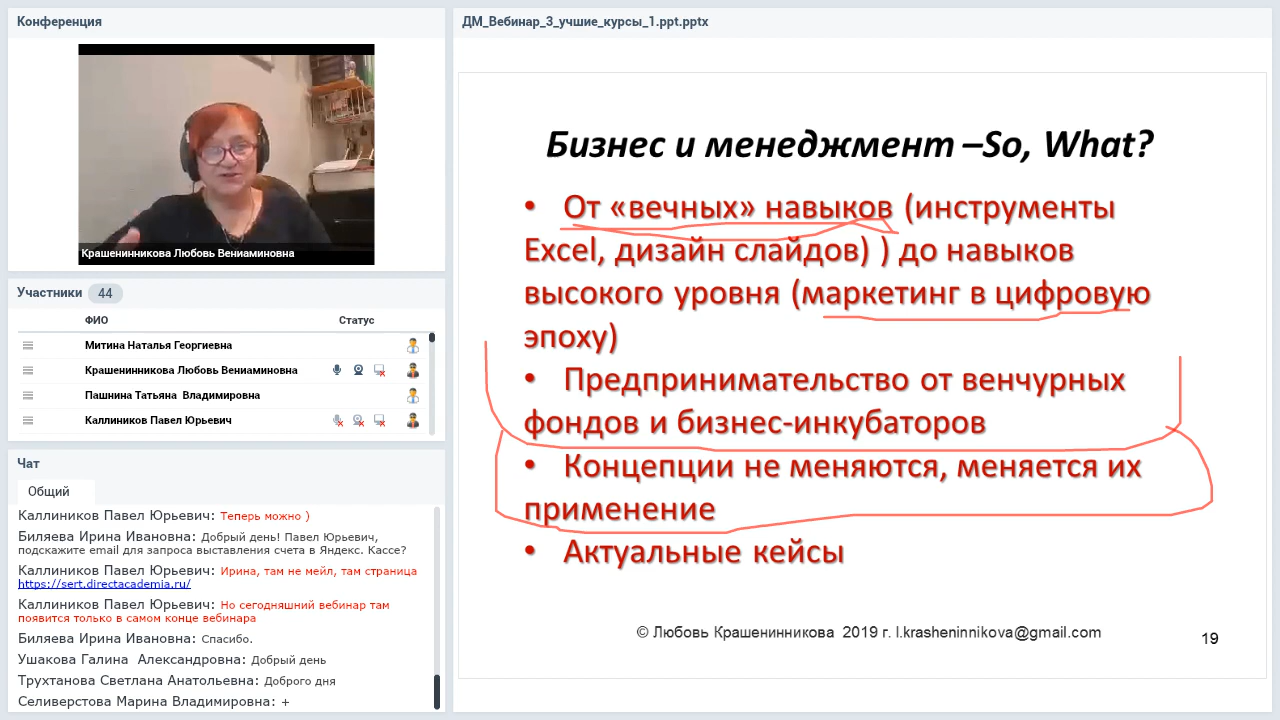 Конференция
Крашенинникова Любовь Вениаминовна
Участники 44
ФИО Статус
Митина Наталья Георгиевна
Крашенинникова Любовь Вениаминовна
Пашнина Татьяна Владимировна
Каллиников Павел Юрьевич
Чат
Общий
Каллиников Павел Юрьевич: Теперь можно )
Биляева Ирина Ивановна: Добрый день! Павел Юрьевич,
подскажите email для запроса выставления счета в Яндекс. Кассе?
Каллиников Павел Юрьевич: Ирина, там не мейл, там страница
https://sert.directacademia.ru/
Каллиников Павел Юрьевич: Но сегодняшний вебинар там
появится только в самом конце вебинара
Биляева Ирина Ивановна: Спасибо.
Ушакова Галина Александровна: Добрый день
Трухтанова Светлана Анатольевна: Доброго дня
Селиверстова Марина Владимировна: +
ДМ_Вебинар_3_учшие_курсы_1.ppt.pptx
Бизнес и менеджмент –So, What?
• От «вечных» навыков (инструменты
Excel, дизайн слайдов) ) до навыков
высокого уровня (маркетинг в цифровую
эпоху)
• Предпринимательство от венчурных
фондов и бизнес-инкубаторов
• Концепции не меняются, меняется их
применение
• Актуальные кейсы
© Любовь Крашенинникова 2019 г. l.krasheninnikova@gmail.com
19